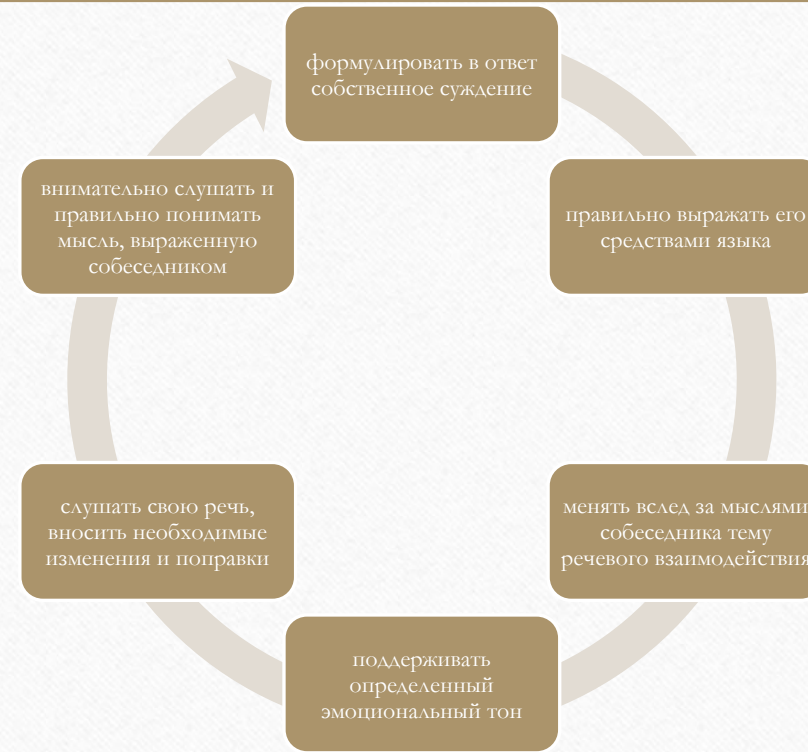 формулировать в ответ
собственное суждение
правильно выражать его
средствами языка
менять вслед за мыслями
собеседника тему
речевого взаимодействия
поддерживать
определенный
эмоциональный тон
слушать свою речь,
вносить необходимые
изменения и поправки
внимательно слушать и
правильно понимать
мысль, выраженную
собеседником